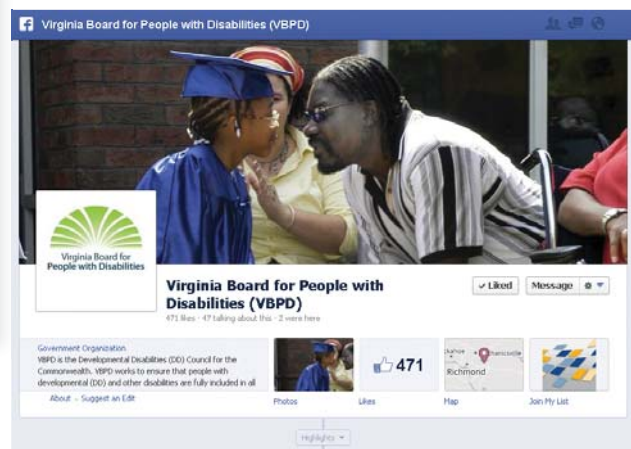 Virginia Board for People with Disabilities (VBPD)
Virginia Board for
People with Disabilities
Virginia Board for People with
Disabilities (VBPD)
471 likes · 47 talking about this · 2 were here
✓ Liked
Message
Government Organization
VBPD is the Developmental Disabilities (DD) Council for the
Commonwealth. VBPD works to ensure that people with
developmental (DD) and other disabilities are fully included in all
About - Suggest an Edit
Photos
471
Likes
Richmond
Map
Join My List
Highlights